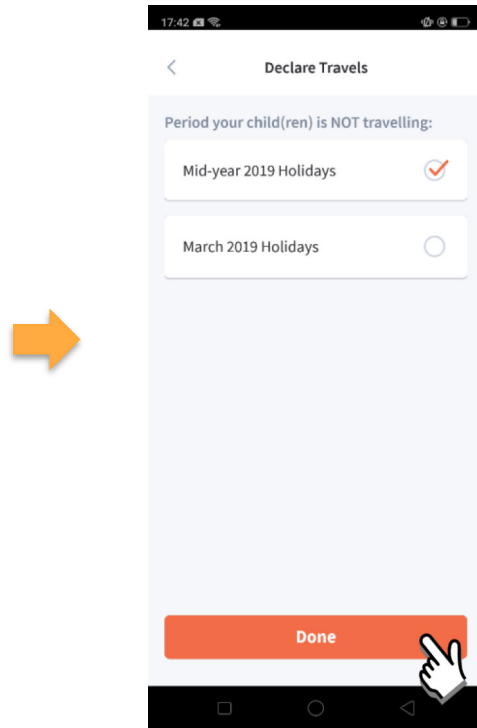 17:42
Declare Travels
Period your child(ren) is NOT travelling:
Mid-year 2019 Holidays
March 2019 Holidays
Done